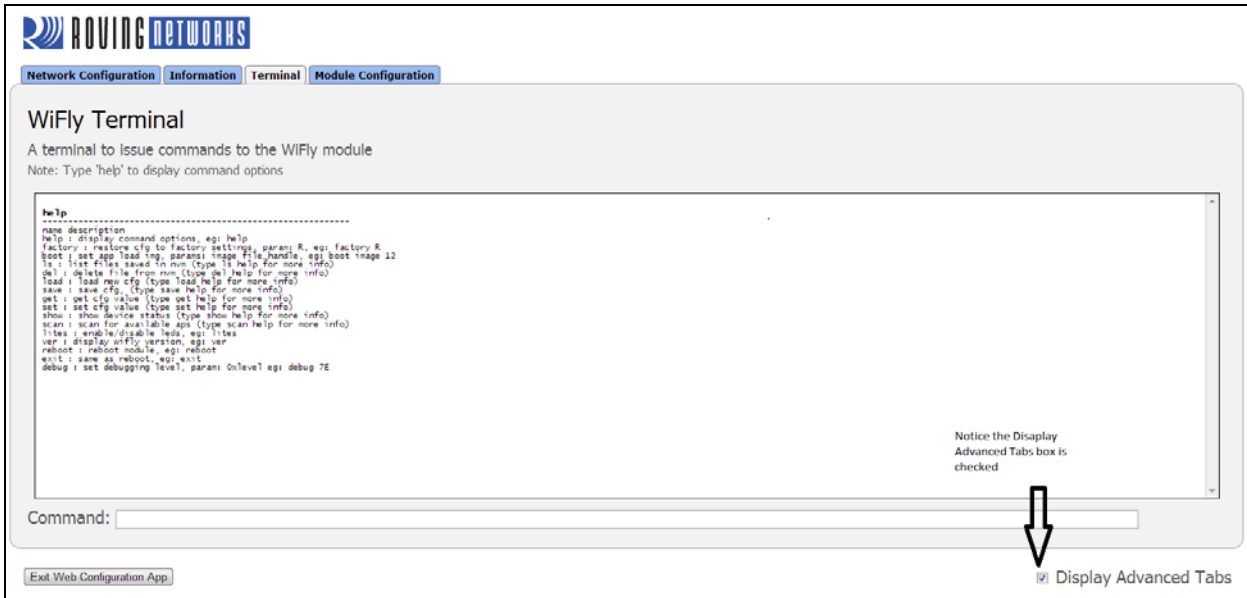 ROVING NETWORKS
Network Configuration Information Terminal Module Configuration
WiFly Terminal
A terminal to issue commands to the WiFly module
Note: Type 'help' to display command options
help
------------------------------------------------------------
name description
help : display command options, eg: help
factory : restore cfg to factory settings, param: R, eg: factory R
boot : set app load img, params: image file_handle, eg: boot image 12
ls : list files saved in nvm (type ls help for more info)
del : delete file from nvm (type del help for more info)
load : load new cfg (type load help for more info)
save : save cfg, (type save help for more info)
get : get cfg value (type get help for more info)
set : set cfg value (type set help for more info)
show : show device status (type show help for more info)
scan : scan for available aps (type scan help for more info)
lites : enable/disable leds, eg: lites
ver : display wifly version, eg: ver
reboot : reboot module, eg: reboot
exit : same as reboot, eg: exit
debug : set debugging level, param: 0xlevel eg: debug 7E
Notice the Disaplay
Advanced Tabs box is
checked
Command:
Exit Web Configuration App
Display Advanced Tabs